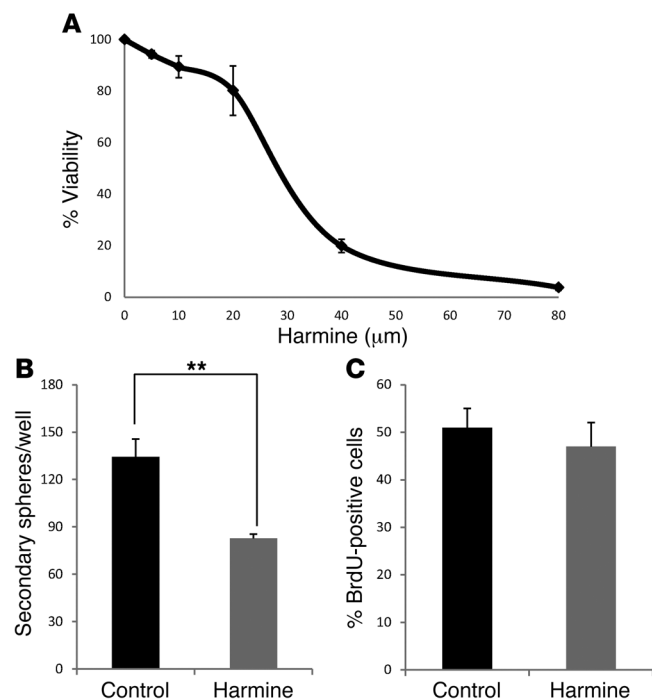 A
% Viability
100
80
60
40
20
0
0 10 20 30 40 50 60 70 80
Harmine (μm)
B
Secondary spheres/well
180
150
120
90
60
30
0
**
Control Harmine
C
% BrdU-positive cells
60
50
40
30
20
10
0
Control Harmine